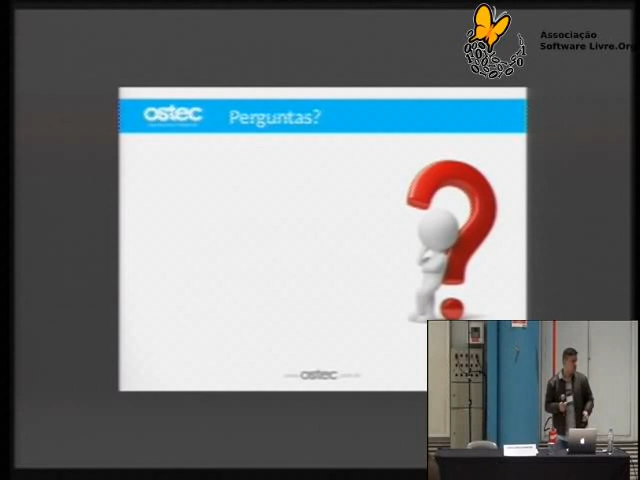 Associação
Software Livre.Org
ostec
Perguntas?
ostec